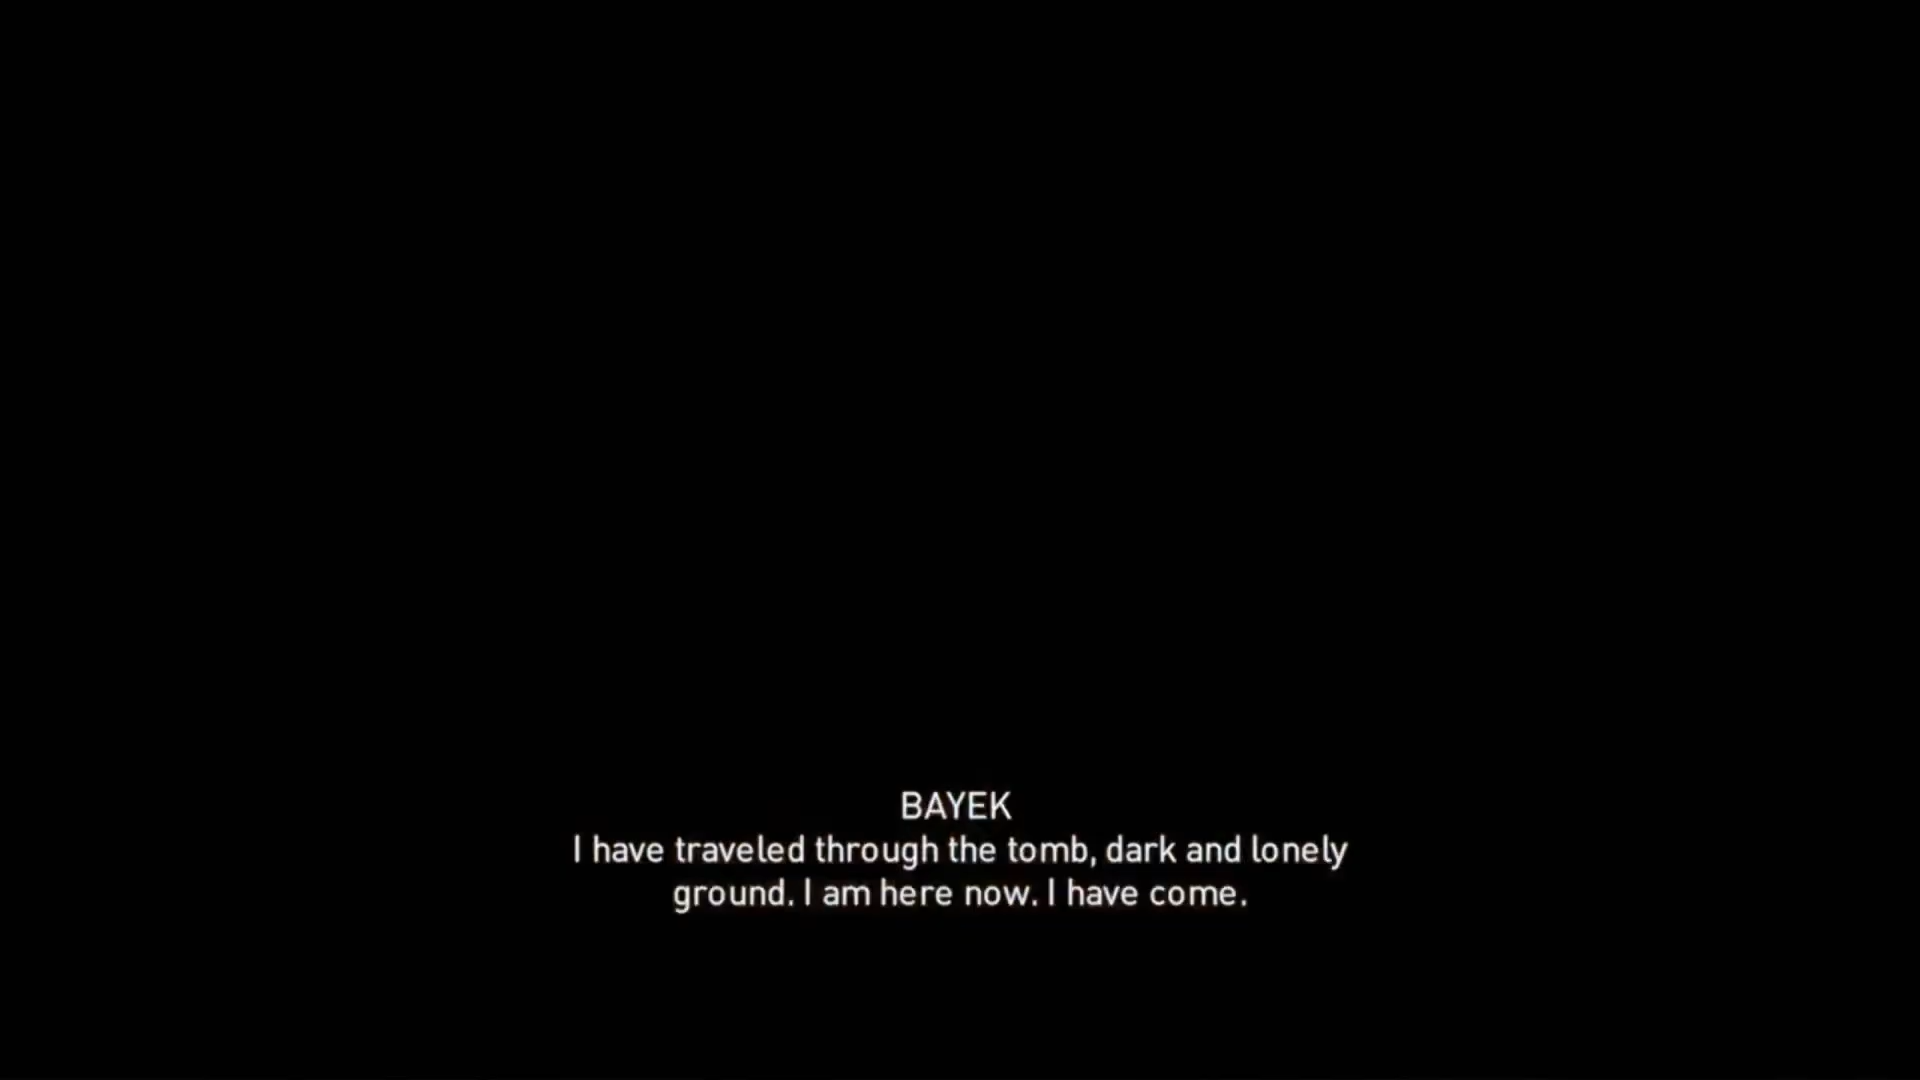 BAYEK
I have traveled through the tomb, dark and lonely
ground. I am here now. I have come.